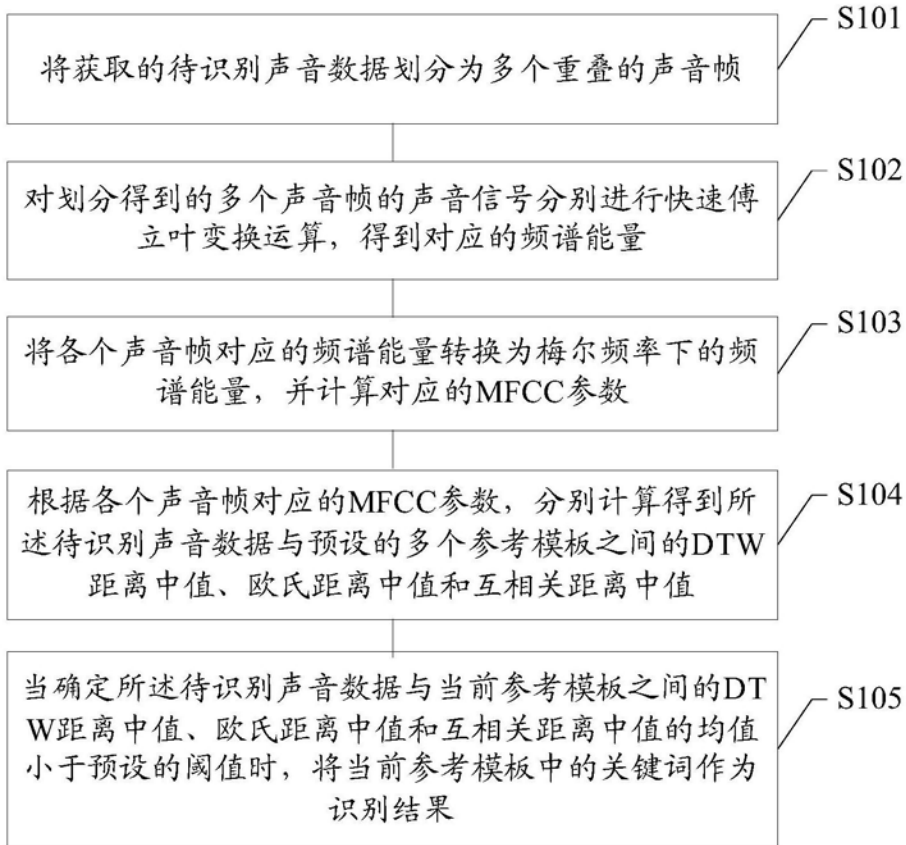 S101
将获取的待识别声音数据划分为多个重叠的声音帧
S102
对划分得到的多个声音帧的声音信号分别进行快速傅
立叶变换运算，得到对应的频谱能量
S103
将各个声音帧对应的频谱能量转换为梅尔频率下的频
谱能量，并计算对应的MFCC参数
S104
根据各个声音帧对应的MFCC参数，分别计算得到所
述待识别声音数据与预设的多个参考模板之间的DTW
距离中值、欧氏距离中值和互相关距离中值
S105
当确定所述待识别声音数据与当前参考模板之间的DT
W距离中值、欧氏距离中值和互相关距离中值的均值
小于预设的阈值时，将当前参考模板中的关键词作为
识别结果